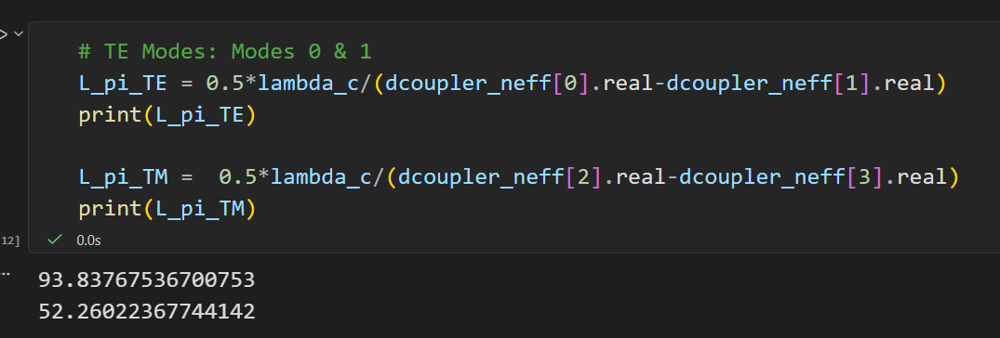 # TE Modes: Modes 0 & 1
L_pi_TE = 0.5*lambda_c/(dcoupler_neff[0].real-dcoupler_neff[1].real)
print(L_pi_TE)
L_pi_TM =  0.5*lambda_c/(dcoupler_neff[2].real-dcoupler_neff[3].real)
print(L_pi_TM)
12]
0.0s
...
93.83767536700753
52.26022367744142